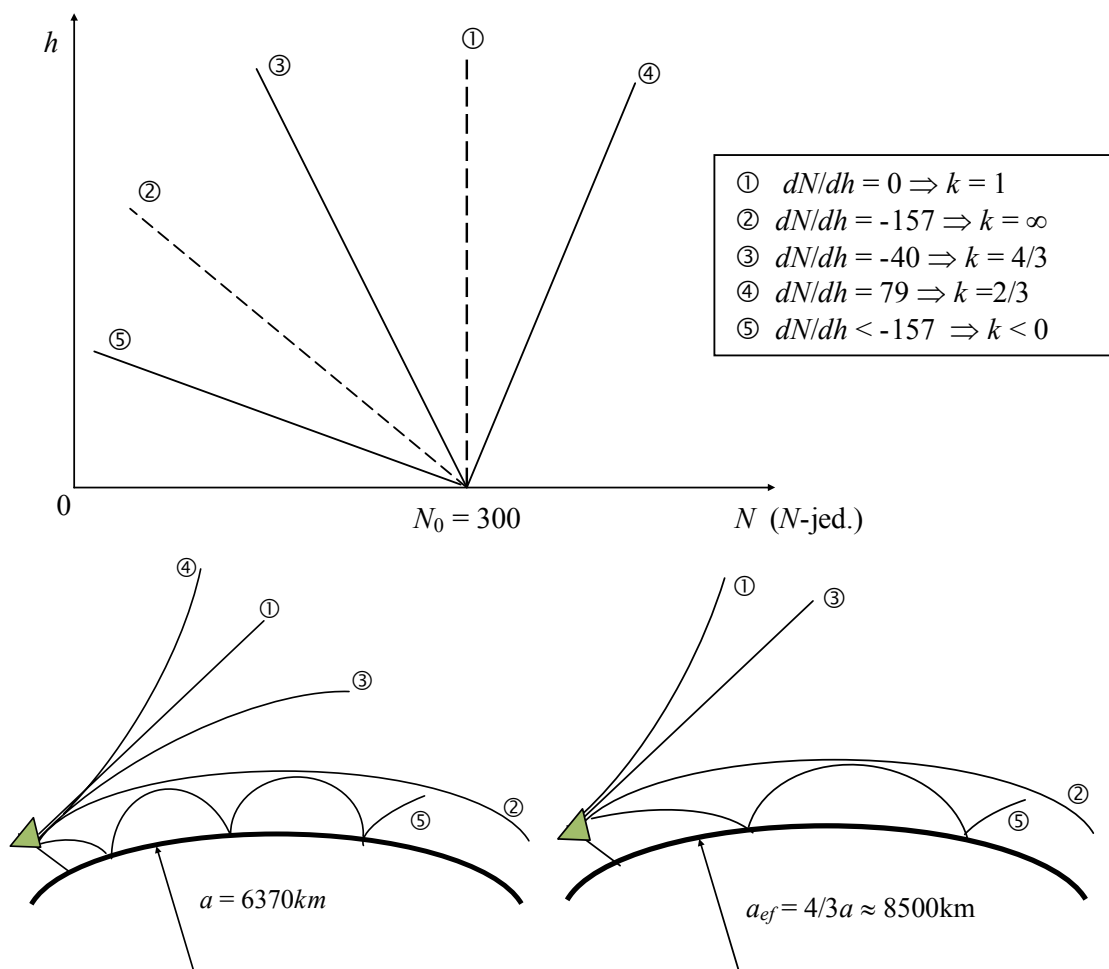 h
①
③
④
②
⑤
① dN/dh = 0 ⇒ k = 1
② dN/dh = -157 ⇒ k = ∞
③ dN/dh = -40 ⇒ k = 4/3
④ dN/dh = 79 ⇒ k =2/3
⑤ dN/dh < -157 ⇒ k < 0
0
N₀ = 300
N (N-jed.)
④
①
③
②
⑤
a = 6370km
①
③
②
⑤
aₑf = 4/3a ≈ 8500km